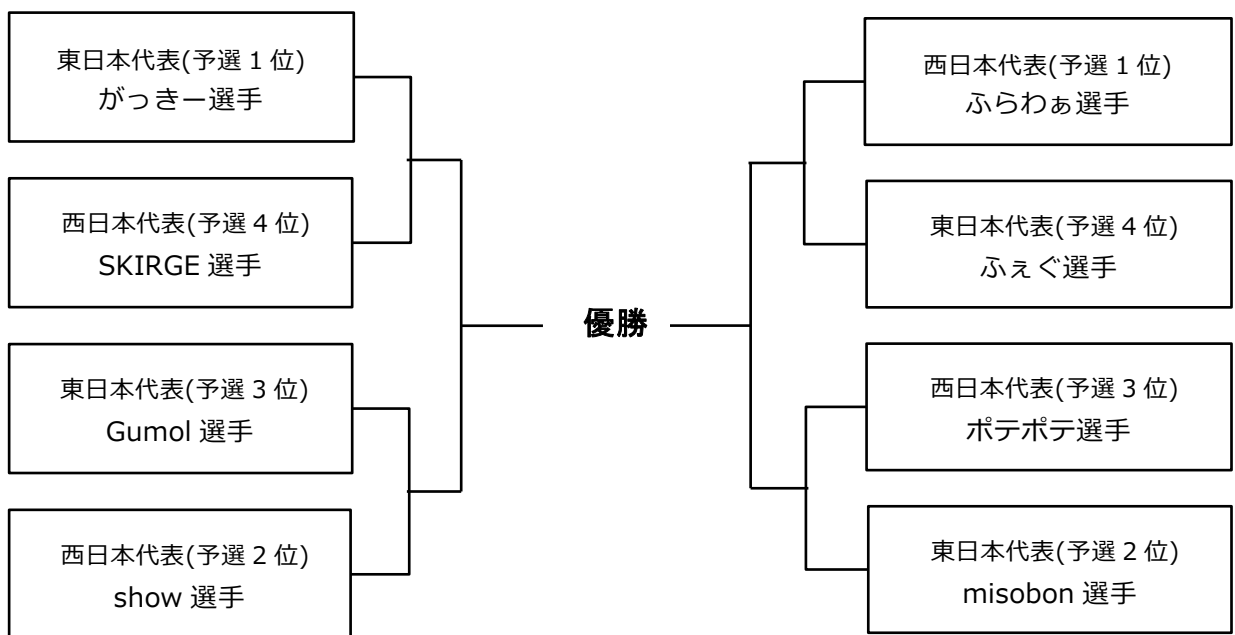 東日本代表(予選1位)
がっきー選手
西日本代表(予選4位)
SKIRGE 選手
東日本代表(予選3位)
Gumol 選手
西日本代表(予選2位)
show 選手
優勝
西日本代表(予選1位)
ふらわぁ選手
東日本代表(予選4位)
ふぇぐ選手
西日本代表(予選3位)
ポテポテ選手
東日本代表(予選2位)
misobon 選手